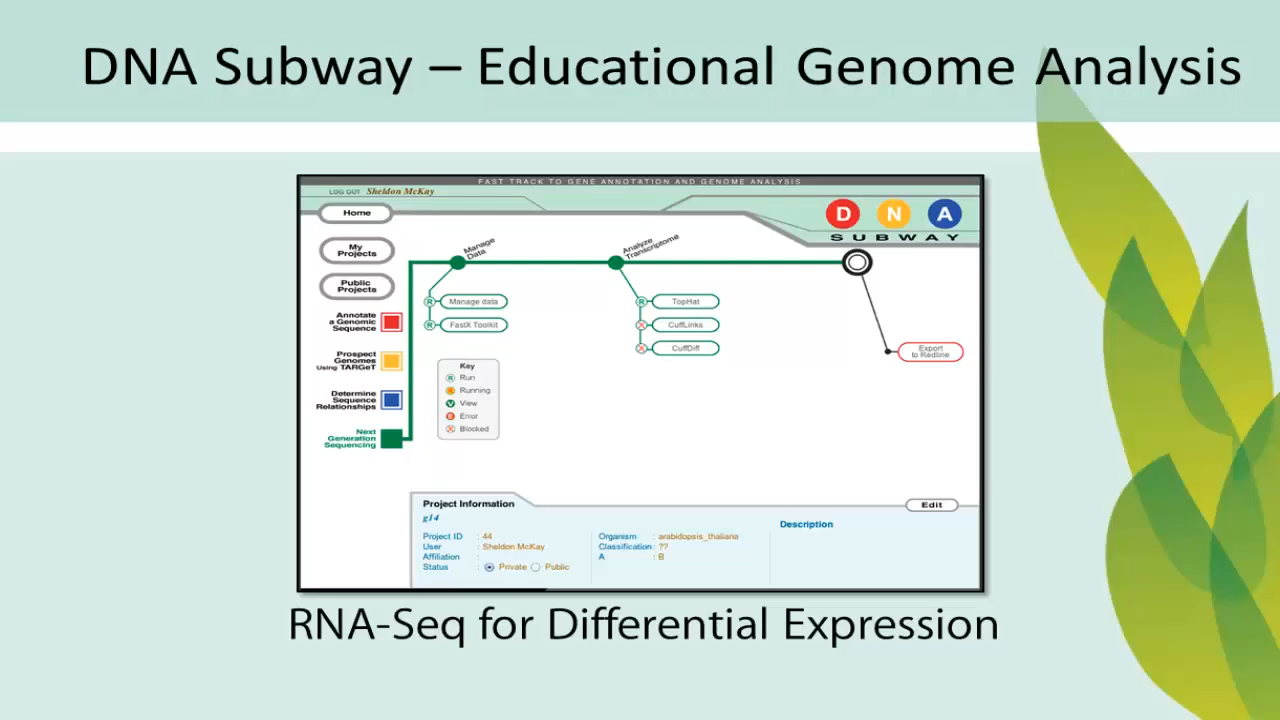 DNA Subway – Educational Genome Analysis
FAST TRACK TO GENE ANNOTATION AND GENOME ANALYSIS
LOG OUT Sheldon McKay
Home
My
Projects
Public
Projects
Annotate
a Genomic
Sequence
Prospect
Genomes
Using TARGeT
Determine
Sequence
Relationships
Next
Generation
Sequencing
D N A
SUBWAY
Manage
Data
R Manage data
R FastX Toolkit
Analyze
Transcriptome
R TopHat
X CuffLinks
X CuffDiff
Export
to Redline
Key
R Run
R Running
V View
E Error
X Blocked
Project Information
Edit
g14
Project ID : 44
User : Sheldon McKay
Affiliation :
Status : Private Public
Organism : arabidopsis_thaliana
Classification : ??
A : B
Description
RNA-Seq for Differential Expression